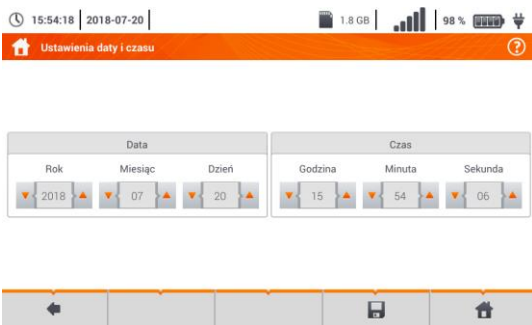 15:54:18 2018-07-20 1.8 GB 98 %
Ustawienia daty i czasu ?
Data Czas
Rok Miesiąc Dzień Godzina Minuta Sekunda
2018 07 20 15 54 06